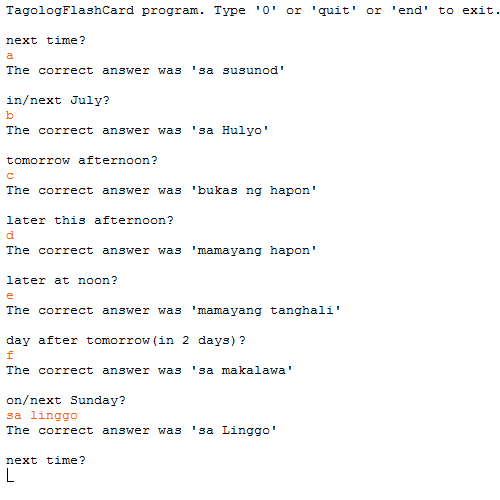 TagologFlashCard program. Type '0' or 'quit' or 'end' to exit.
next time?
a
The correct answer was 'sa susunod'
in/next July?
b
The correct answer was 'sa Hulyo'
tomorrow afternoon?
c
The correct answer was 'bukas ng hapon'
later this afternoon?
d
The correct answer was 'mamayang hapon'
later at noon?
e
The correct answer was 'mamayang tanghali'
day after tomorrow(in 2 days)?
f
The correct answer was 'sa makalawa'
on/next Sunday?
sa linggo
The correct answer was 'sa Linggo'
next time?